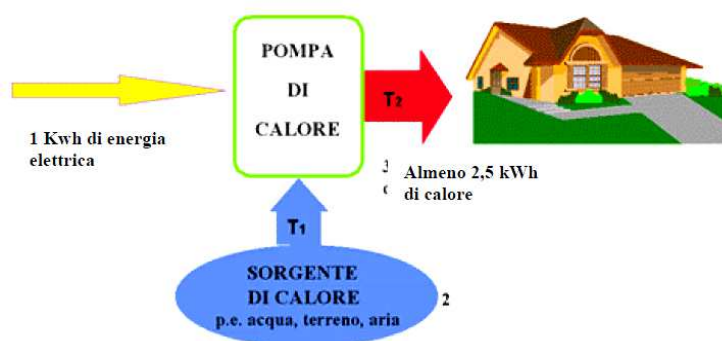 POMPA
DI
CALORE
1 Kwh di energia
elettrica
T2
3
Almeno 2,5 kWh
di calore
T1
SORGENTE
DI CALORE
p.e. acqua, terreno, aria
2